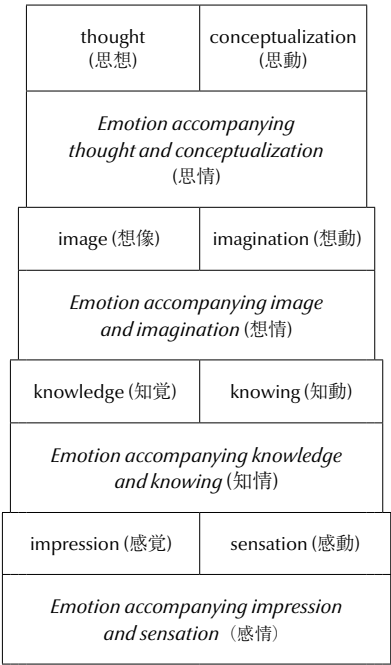 thought conceptualization
(思想) (思動)
Emotion accompanying
thought and conceptualization
(思情)
image (想像) imagination (想動)
Emotion accompanying image
and imagination (想情)
knowledge (知覚) knowing (知動)
Emotion accompanying knowledge
and knowing (知情)
impression (感覚) sensation (感動)
Emotion accompanying impression
and sensation（感情）